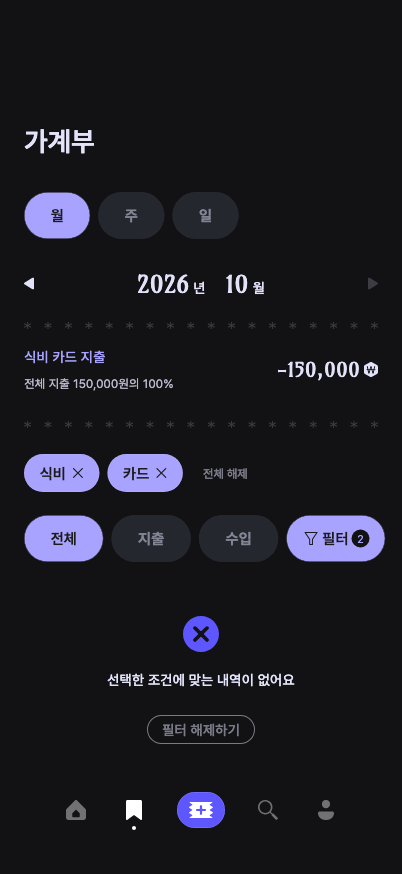 가계부
월 주 일
2026 년 10 월
식비 카드 지출
전체 지출 150,000원의 100%
-150,000 ₩
식비 카드 전체 해제
전체 지출 수입 필터 2
선택한 조건에 맞는 내역이 없어요
필터 해제하기